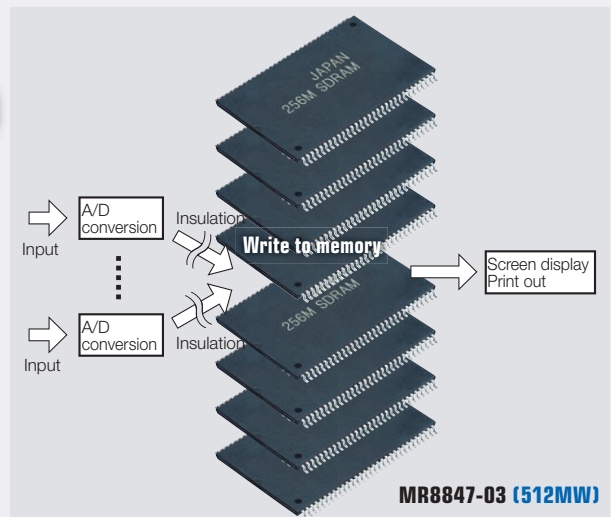 JAPAN
256M SDRAM
A/D
conversion
Insulation
Input
Write to memory
Screen display
Print out
256M SDRAM
A/D
conversion
Insulation
Input
MR8847-03 (512MW)